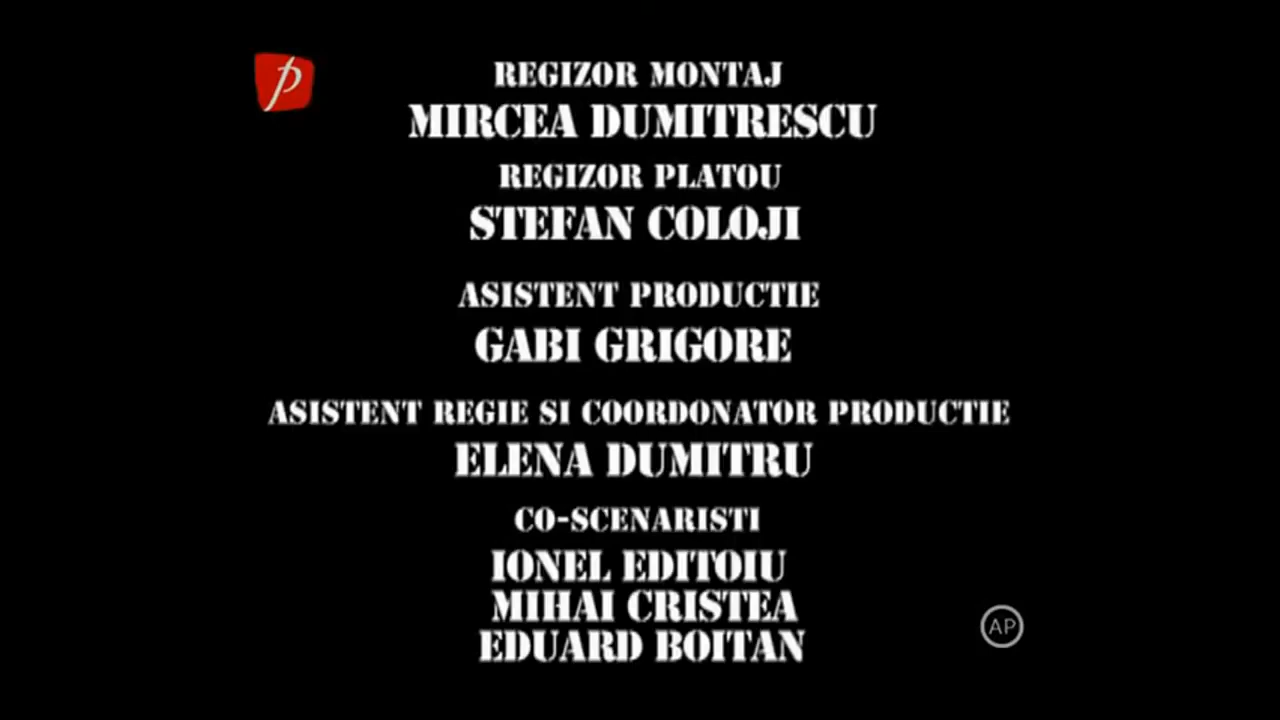 p
REGIZOR MONTAJ
MIRCEA DUMITRESCU
REGIZOR PLATOU
STEFAN COLOJI
ASISTENT PRODUCTIE
GABI GRIGORE
ASISTENT REGIE SI COORDONATOR PRODUCTIE
ELENA DUMITRU
CO-SCENARISTI
IONEL EDITOIU
MIHAI CRISTEA
AP
EDUARD BOITAN